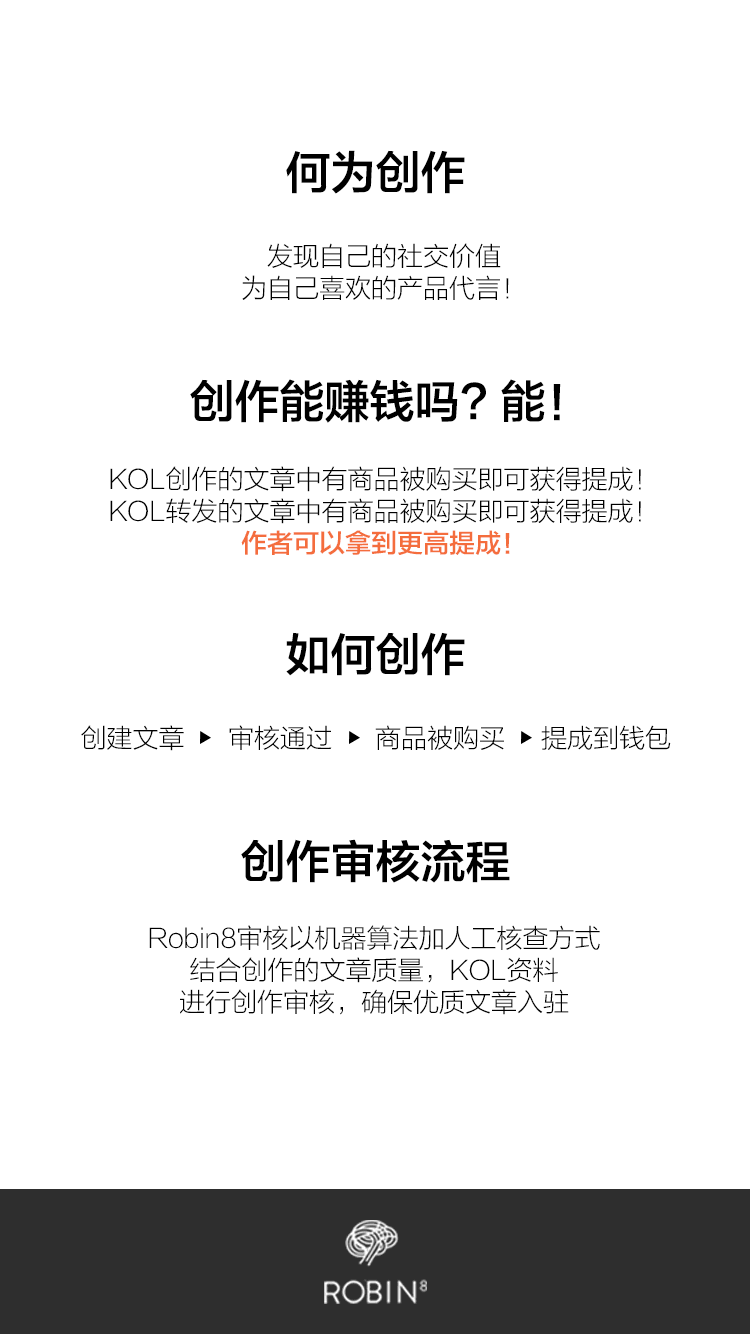 何为创作
发现自己的社交价值
为自己喜欢的产品代言！
创作能赚钱吗？能！
KOL创作的文章中有商品被购买即可获得提成！
KOL转发的文章中有商品被购买即可获得提成！
作者可以拿到更高提成！
如何创作
创建文章 ▶ 审核通过 ▶ 商品被购买 ▶ 提成到钱包
创作审核流程
Robin8审核以机器算法加人工核查方式
结合创作的文章质量，KOL资料
进行创作审核，确保优质文章入驻
ROBIN⁸